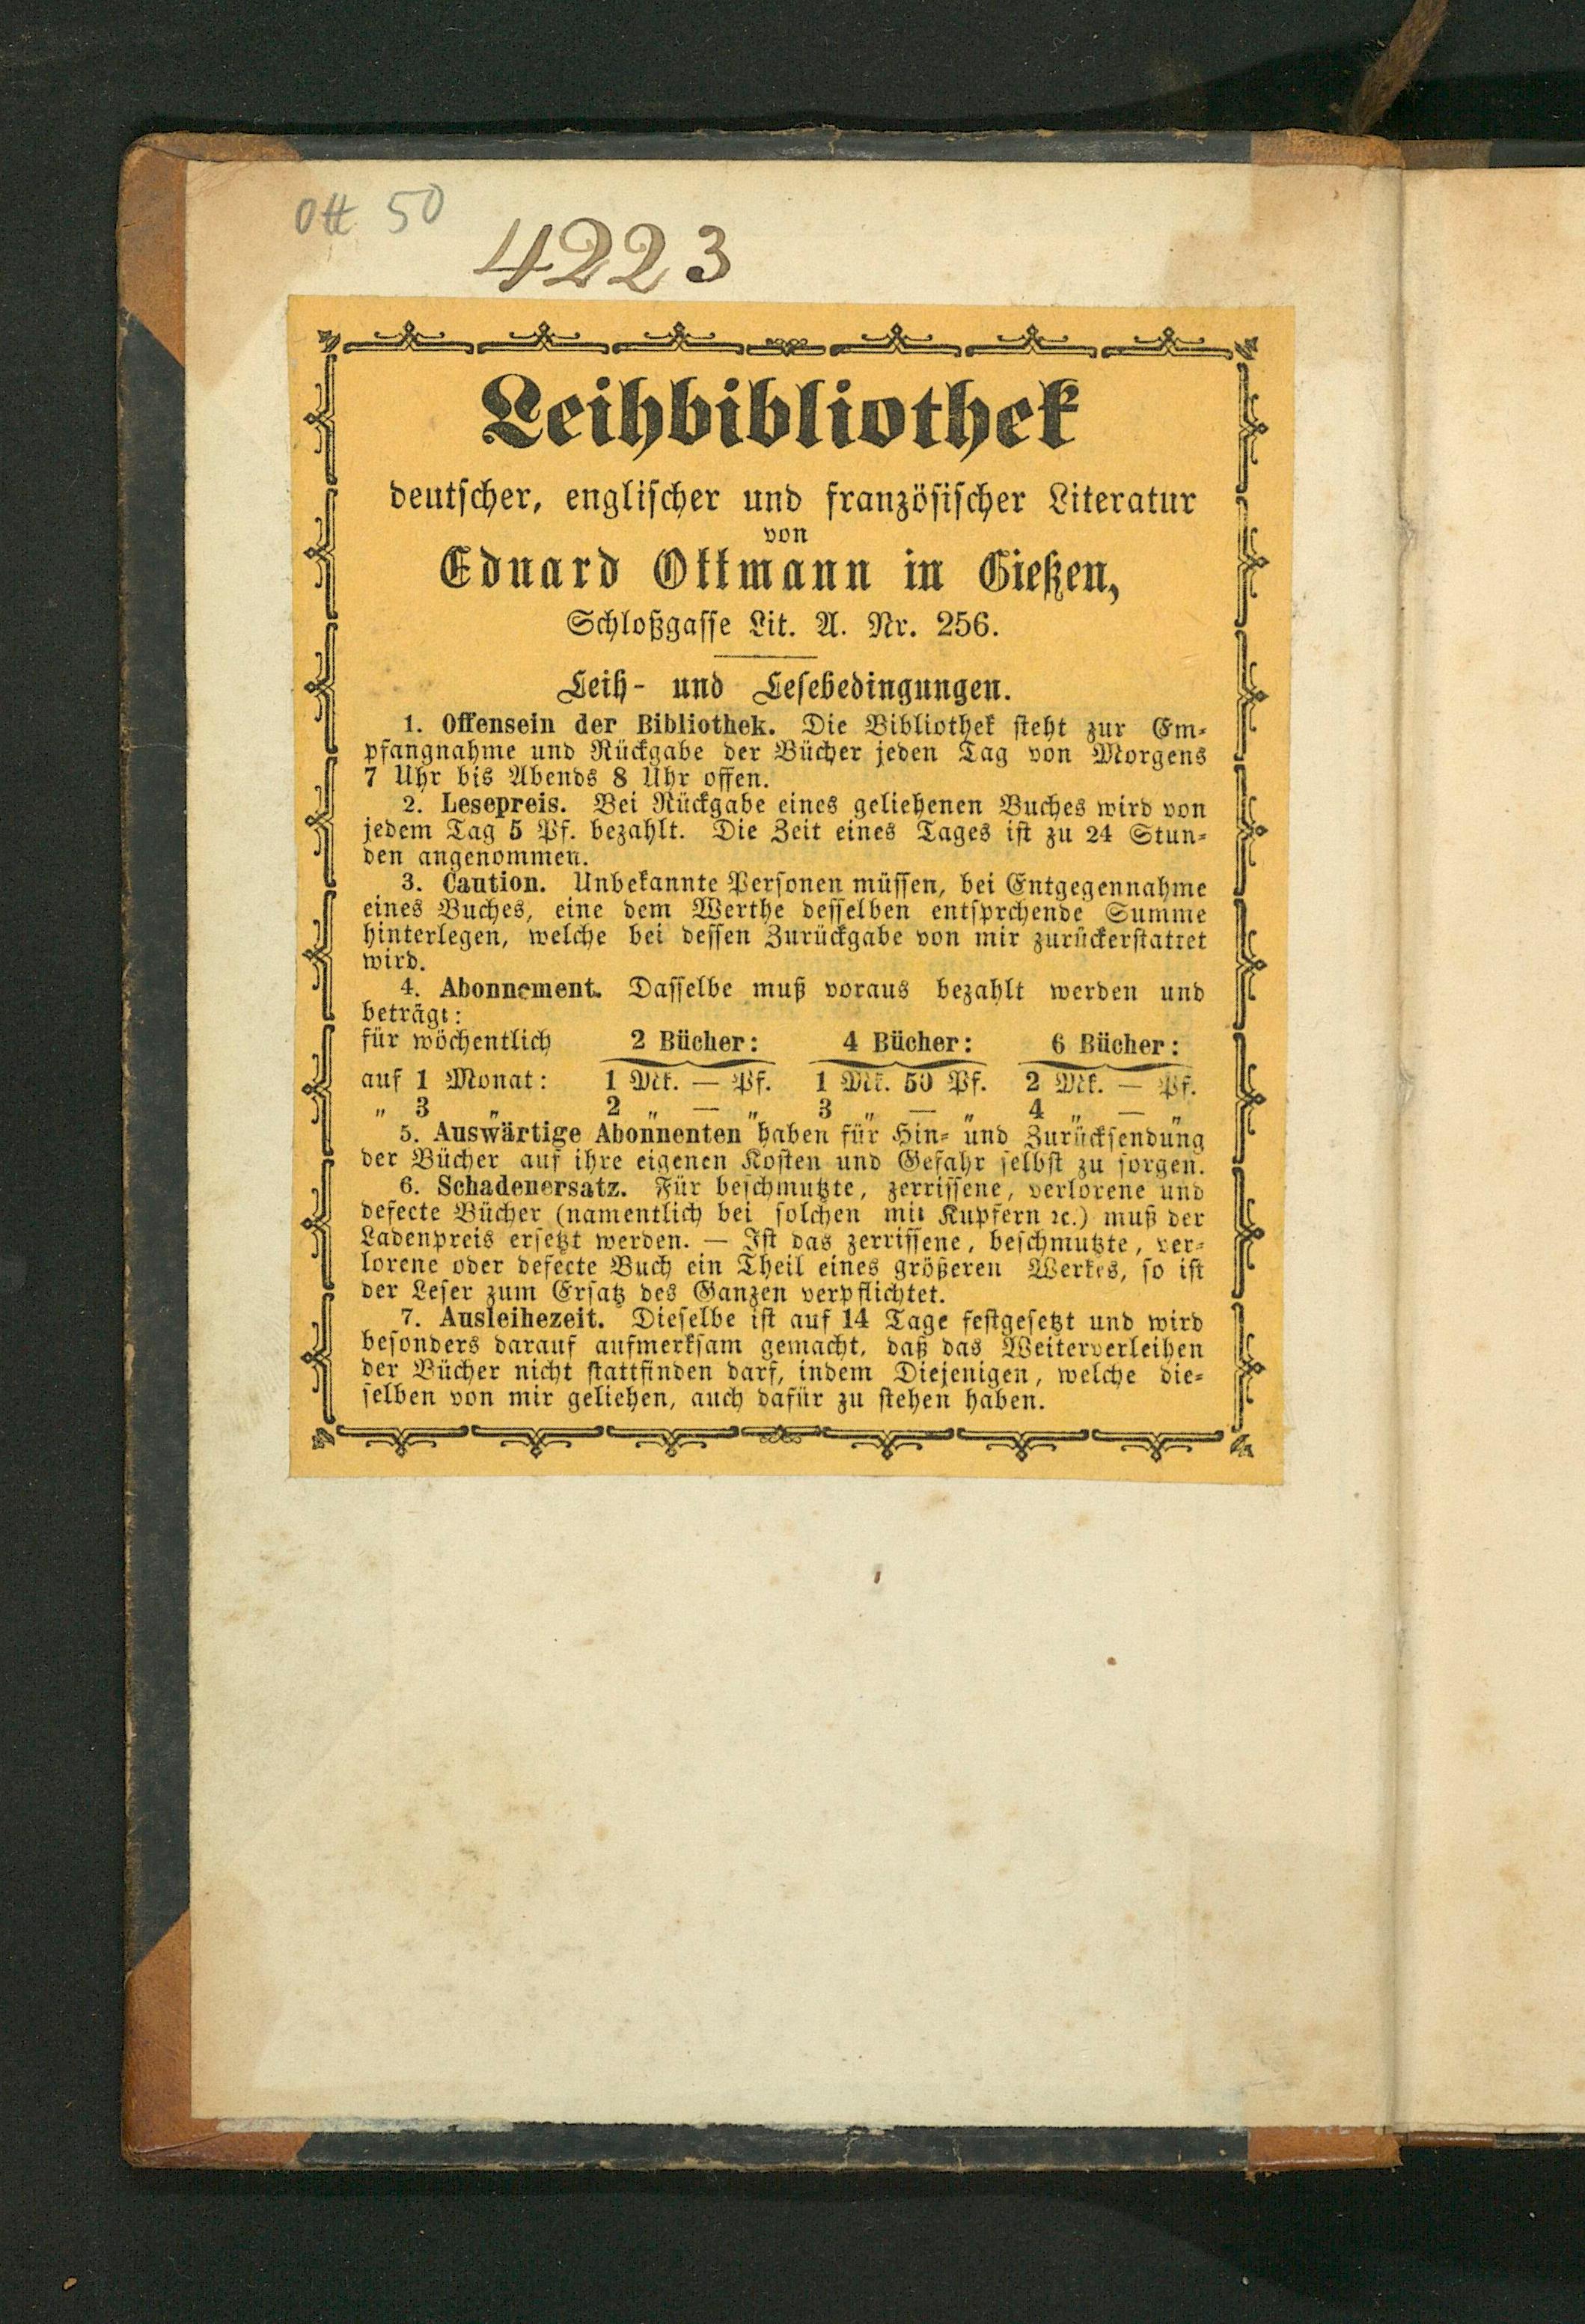 Ott 50
4223
Leihbibliothek
deutscher, englischer und französischer Literatur
von
Eduard Ottmann in Gießen,
Schloßgasse Lit. A. Nr. 256.
Leih- und Lesebedingungen.
1. Offensein der Bibliothek. Die Bibliothek steht zur Em-
pfangnahme und Rückgabe der Bücher jeden Tag von Morgens
7 Uhr bis Abends 8 Uhr offen.
2. Lesepreis. Bei Rückgabe eines geliehenen Buches wird von
jedem Tag 5 Pf. bezahlt. Die Zeit eines Tages ist zu 24 Stun-
den angenommen.
3. Caution. Unbekannte Personen müssen, bei Entgegennahme
eines Buches, eine dem Werthe desselben entsprchende Summe
hinterlegen, welche bei dessen Zurückgabe von mir zurückerstattet
wird.
4. Abonnement. Dasselbe muß voraus bezahlt werden und
beträgt:
für wöchentlich 2 Bücher: 4 Bücher: 6 Bücher:
auf 1 Monat: 1 Mk. — Pf. 1 Mk. 50 Pf. 2 Mk. — Pf.
„ 3 „ 2 „ — „ 3 „ — „ 4 „ — „
5. Auswärtige Abonnenten haben für Hin- und Zurücksendung
der Bücher auf ihre eigenen Kosten und Gefahr selbst zu sorgen.
6. Schadenersatz. Für beschmutzte, zerrissene, verlorene und
defecte Bücher (namentlich bei solchen mit Kupfern ꝛc.) muß der
Ladenpreis ersetzt werden. — Ist das zerrissene, beschmutzte, ver-
lorene oder defecte Buch ein Theil eines größeren Werkes, so ist
der Leser zum Ersatz des Ganzen verpflichtet.
7. Ausleihezeit. Dieselbe ist auf 14 Tage festgesetzt und wird
besonders darauf aufmerksam gemacht, daß das Weiterverleihen
der Bücher nicht stattfinden darf, indem Diejenigen, welche die-
selben von mir geliehen, auch dafür zu stehen haben.